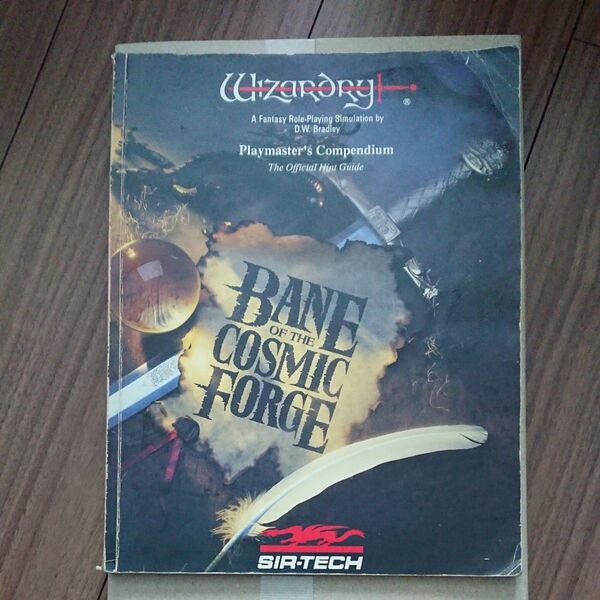 Wizardry
®
A Fantasy Role-Playing Simulation by
D.W. Bradley
Playmaster's Compendium
The Official Hint Guide
BANE
OF THE
COSMIC
FORGE
SIR-TECH